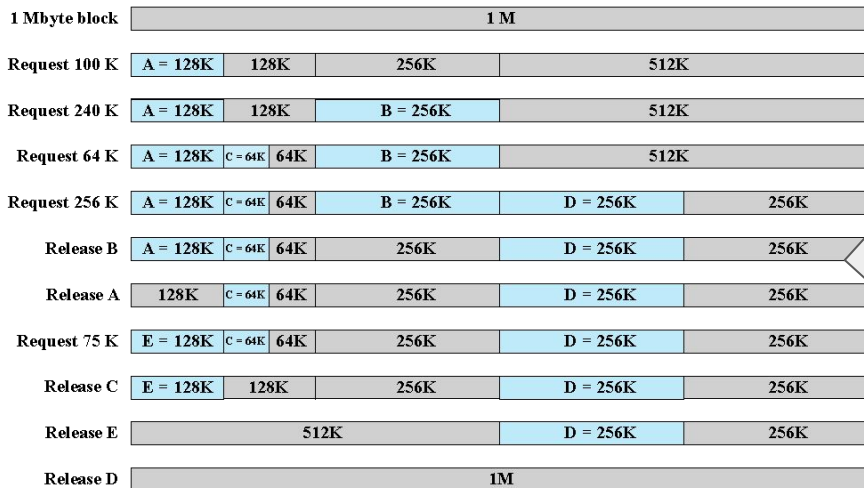 1 Mbyte block 1 M
Request 100 K A = 128K 128K 256K 512K
Request 240 K A = 128K 128K B = 256K 512K
Request 64 K A = 128K C = 64K 64K B = 256K 512K
Request 256 K A = 128K C = 64K 64K B = 256K D = 256K 256K
Release B A = 128K C = 64K 64K 256K D = 256K 256K
Release A 128K C = 64K 64K 256K D = 256K 256K
Request 75 K E = 128K C = 64K 64K 256K D = 256K 256K
Release C E = 128K 128K 256K D = 256K 256K
Release E 512K D = 256K 256K
Release D 1M